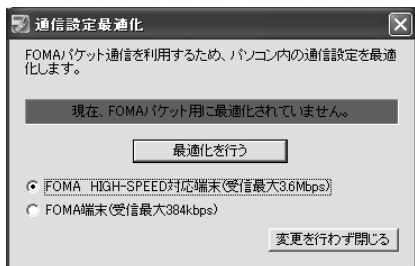 通信設定最適化
FOMAパケット通信を利用するため、パソコン内の通信設定を最適
化します。
現在、FOMAパケット用に最適化されていません。
最適化を行う
FOMA HIGH-SPEED対応端末(受信最大3.6Mbps)
FOMA端末(受信最大384kbps)
変更を行わず閉じる